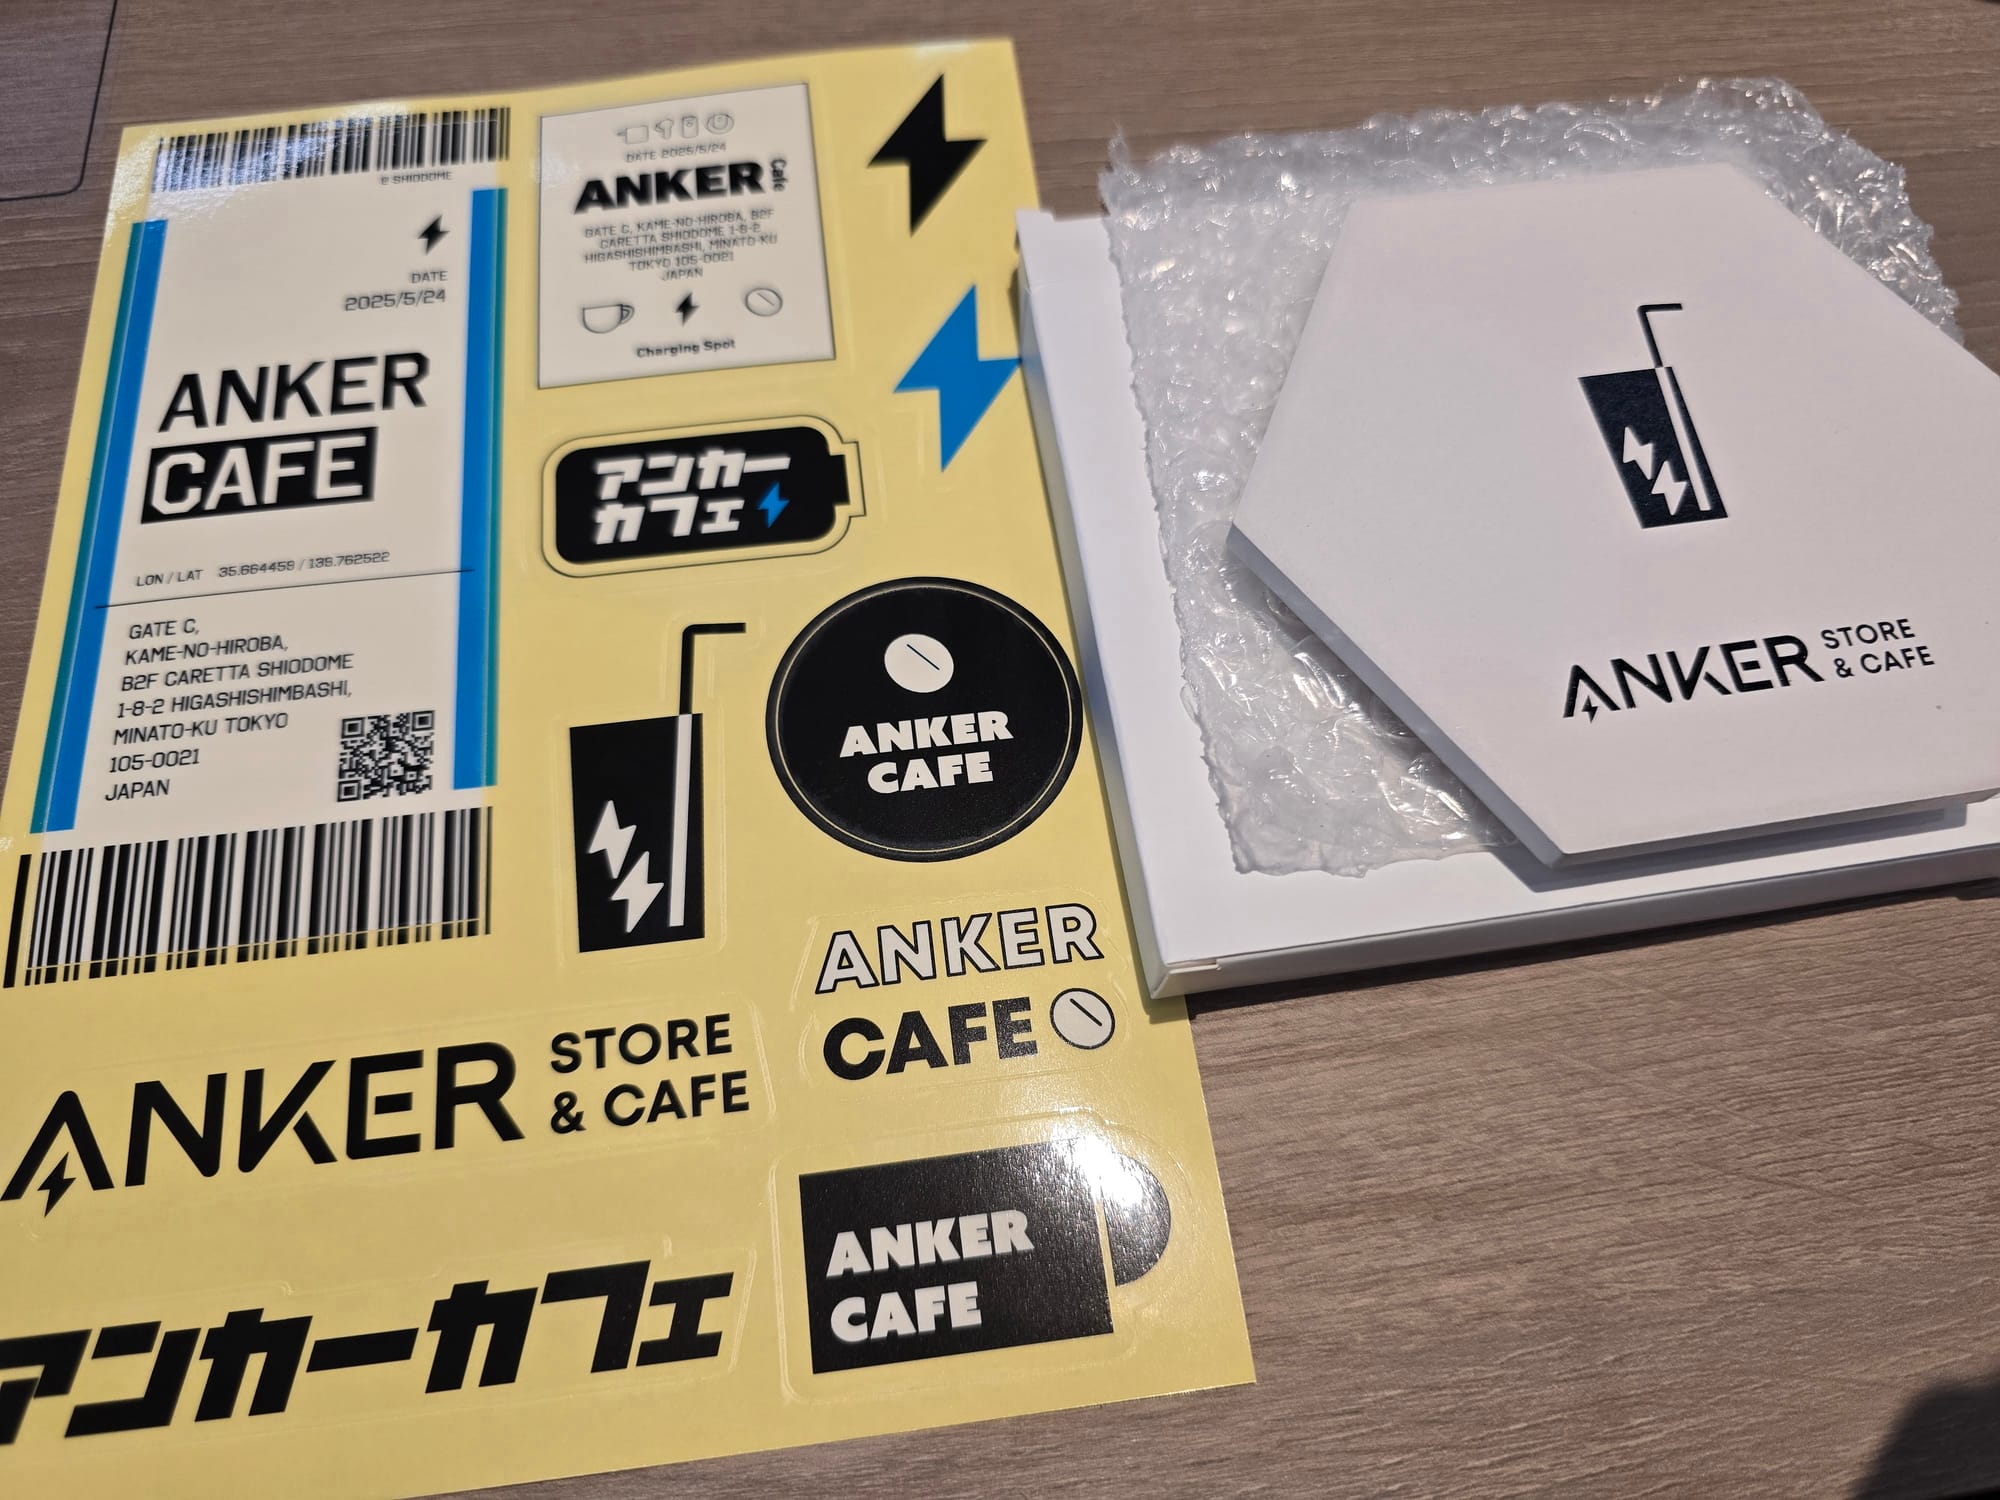 @ SHIODOME
DATE
2025/5/24
ANKER
CAFE
LON / LAT 35.664459 / 139.762522
GATE C,
KAME-NO-HIROBA,
B2F CARETTA SHIODOME
1-8-2 HIGASHISHIMBASHI,
MINATO-KU TOKYO
105-0021
JAPAN
DATE 2025/5/24
ANKER Cafe
GATE C, KAME-NO-HIROBA, B2F
CARETTA SHIODOME 1-8-2
HIGASHISHIMBASHI, MINATO-KU
TOKYO 105-0021
JAPAN
Charging Spot
アンカー
カフェ
ANKER
CAFE
ANKER
CAFE
ANKER STORE
& CAFE
アンカーカフェ
ANKER
CAFE
ANKER STORE
& CAFE